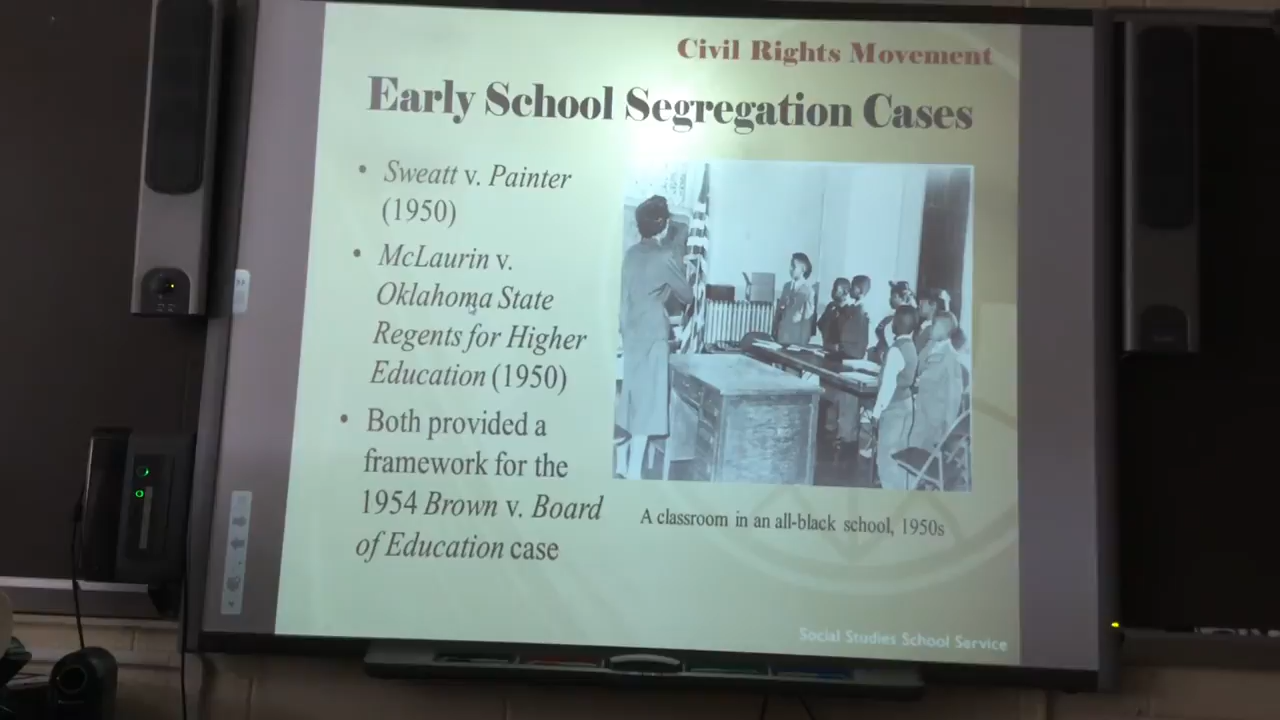 Civil Rights Movement
Early School Segregation Cases
• Sweatt v. Painter
(1950)
• McLaurin v.
Oklahoma State
Regents for Higher
Education (1950)
• Both provided a
framework for the
1954 Brown v. Board
of Education case
A classroom in an all-black school, 1950s
Social Studies School Service